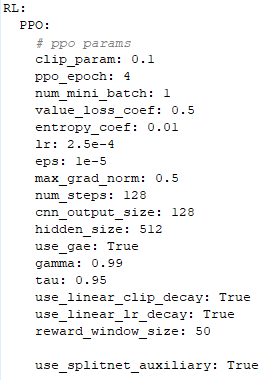 RL:
PPO:
# ppo params
clip_param: 0.1
ppo_epoch: 4
num_mini_batch: 1
value_loss_coef: 0.5
entropy_coef: 0.01
lr: 2.5e-4
eps: 1e-5
max_grad_norm: 0.5
num_steps: 128
cnn_output_size: 128
hidden_size: 512
use_gae: True
gamma: 0.99
tau: 0.95
use_linear_clip_decay: True
use_linear_lr_decay: True
reward_window_size: 50
use_splitnet_auxiliary: True